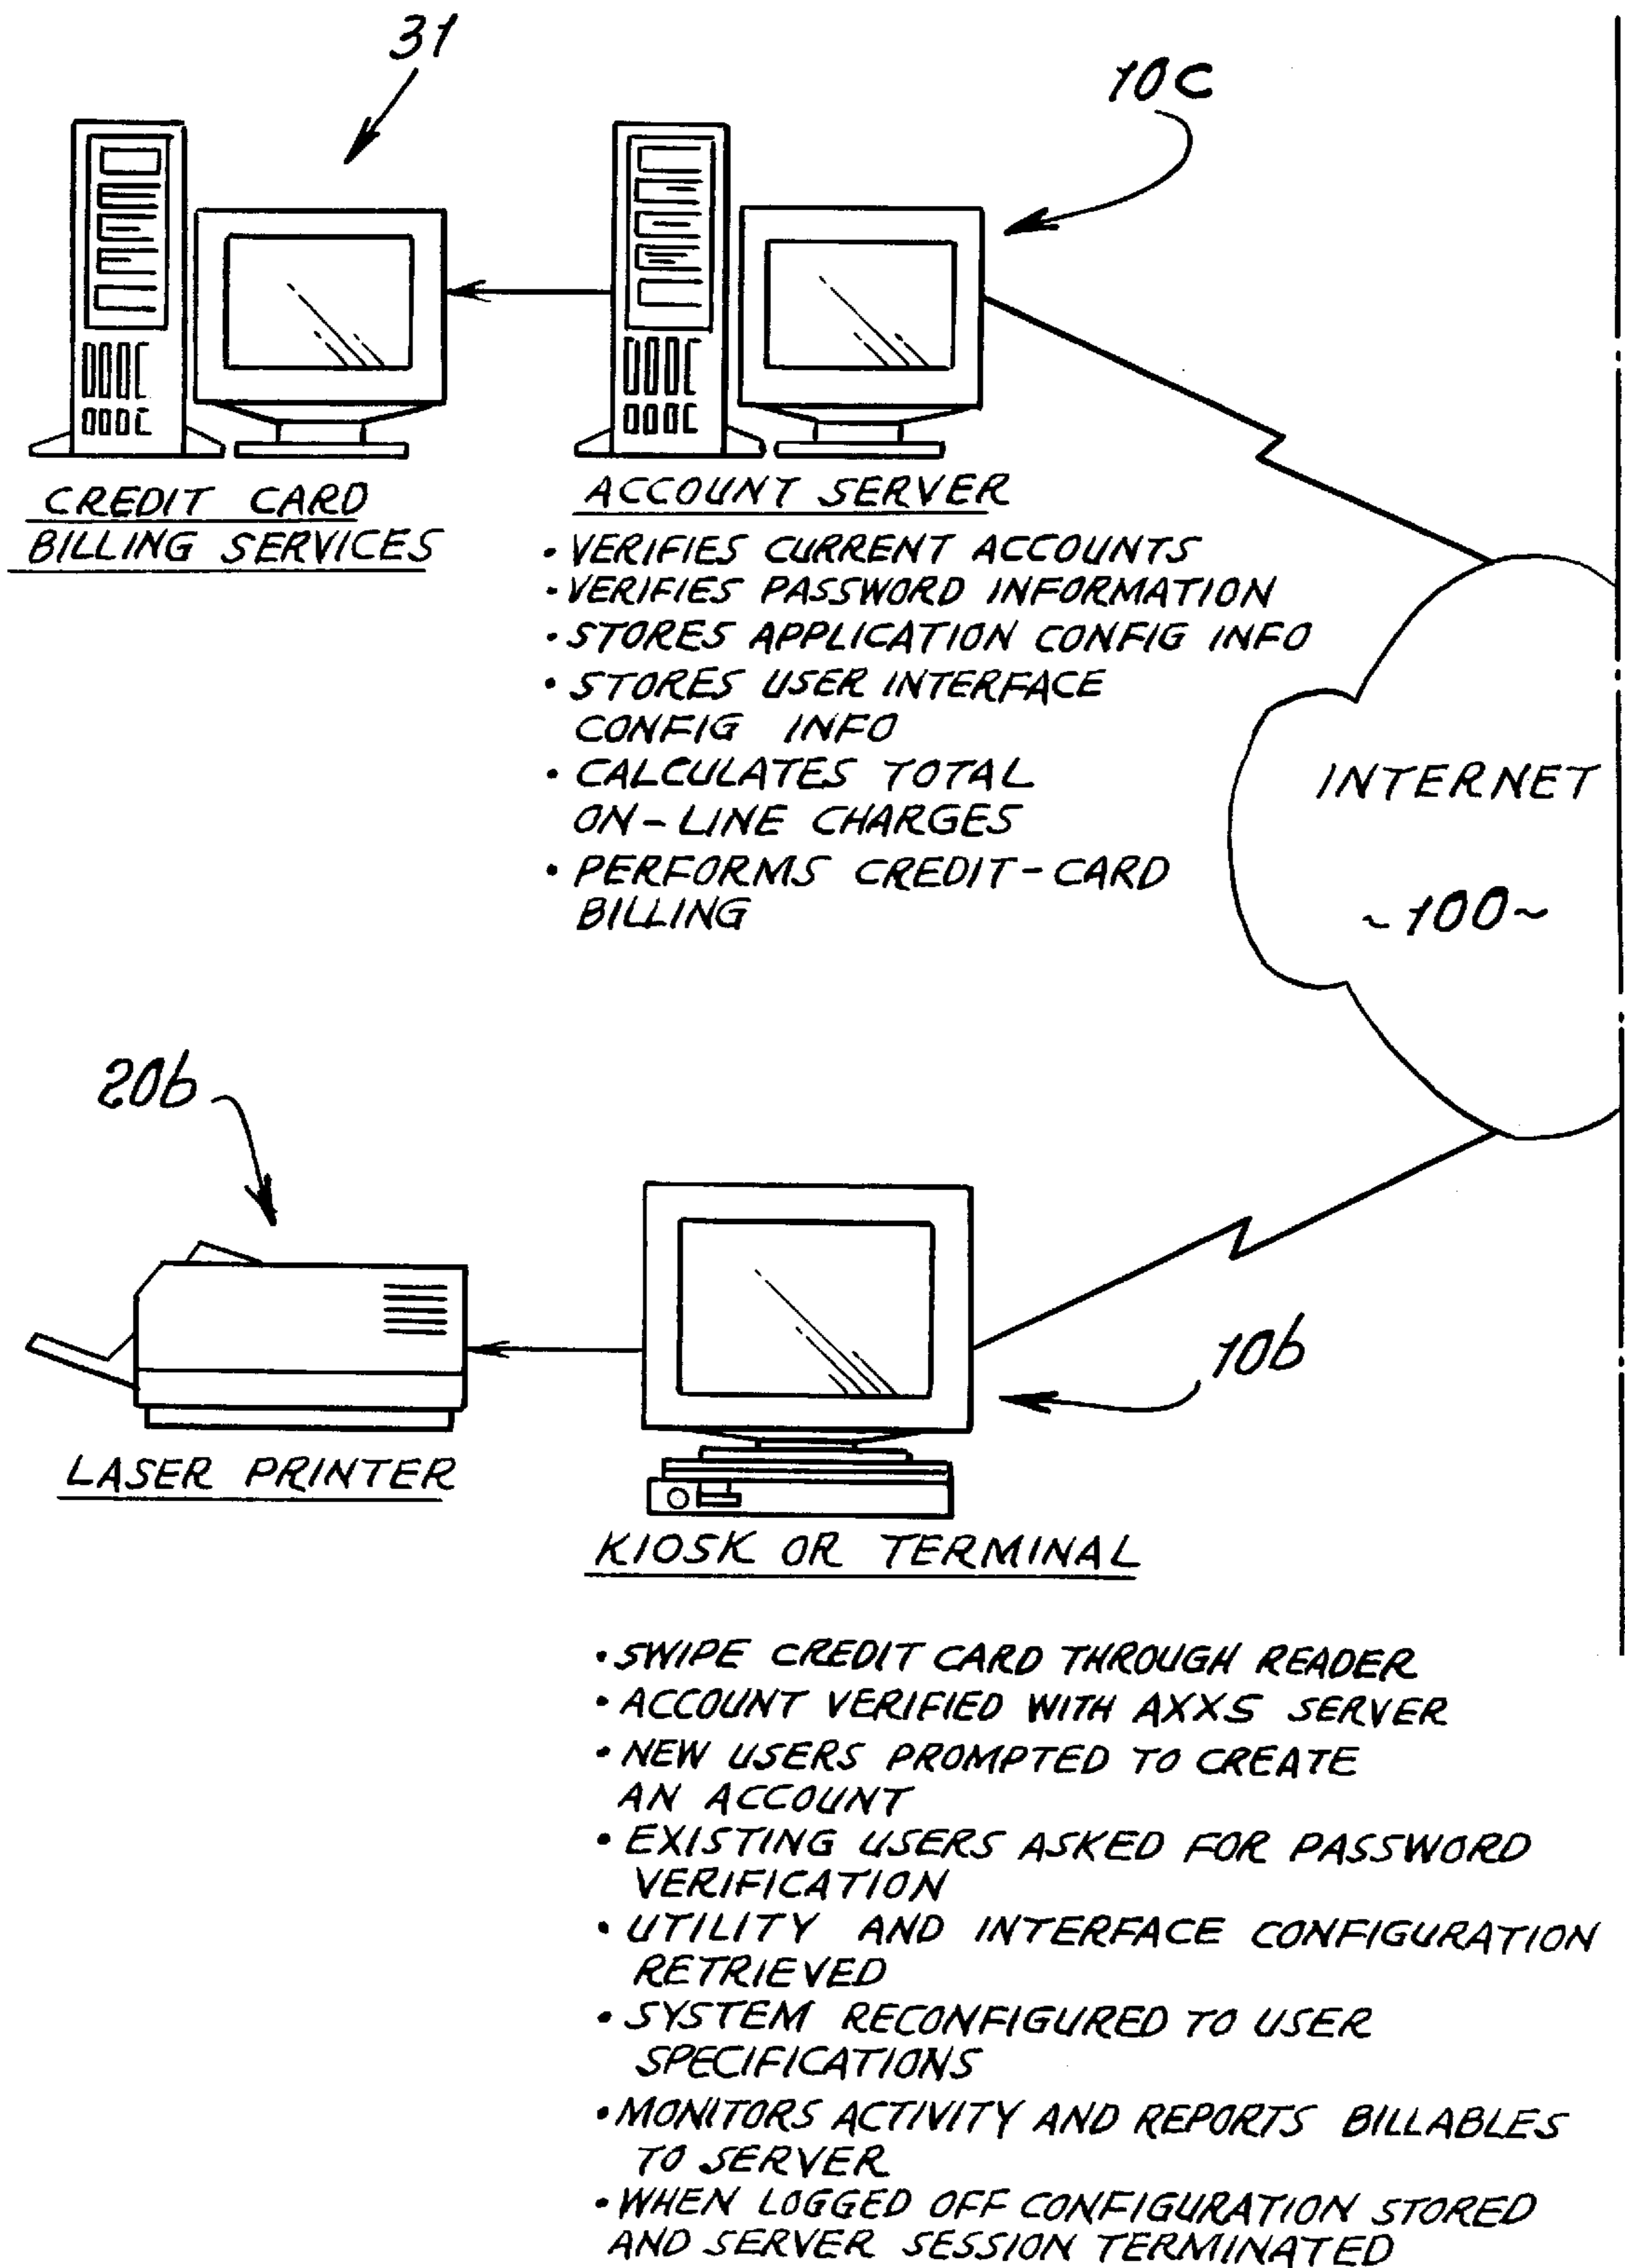 31
10C
CREDIT CARD
BILLING SERVICES
ACCOUNT SERVER
• VERIFIES CURRENT ACCOUNTS
• VERIFIES PASSWORD INFORMATION
• STORES APPLICATION CONFIG INFO
• STORES USER INTERFACE
CONFIG INFO
• CALCULATES TOTAL
ON-LINE CHARGES
• PERFORMS CREDIT-CARD
BILLING
INTERNET
~100~
20b
10b
LASER PRINTER
KIOSK OR TERMINAL
• SWIPE CREDIT CARD THROUGH READER
• ACCOUNT VERIFIED WITH AXXS SERVER
• NEW USERS PROMPTED TO CREATE
AN ACCOUNT
• EXISTING USERS ASKED FOR PASSWORD
VERIFICATION
• UTILITY AND INTERFACE CONFIGURATION
RETRIEVED
• SYSTEM RECONFIGURED TO USER
SPECIFICATIONS
• MONITORS ACTIVITY AND REPORTS BILLABLES
TO SERVER
• WHEN LOGGED OFF CONFIGURATION STORED
AND SERVER SESSION TERMINATED